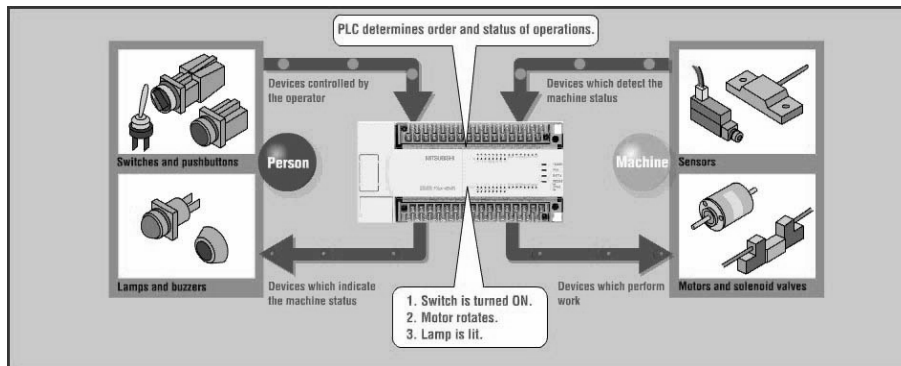 PLC determines order and status of operations.
Devices controlled by
the operator
Devices which detect the
machine status
Switches and pushbuttons
Person
MITSUBISHI
Machine
Sensors
Lamps and buzzers
Devices which indicate
the machine status
1. Switch is turned ON.
2. Motor rotates.
3. Lamp is lit.
Devices which perform
work
Motors and solenoid valves